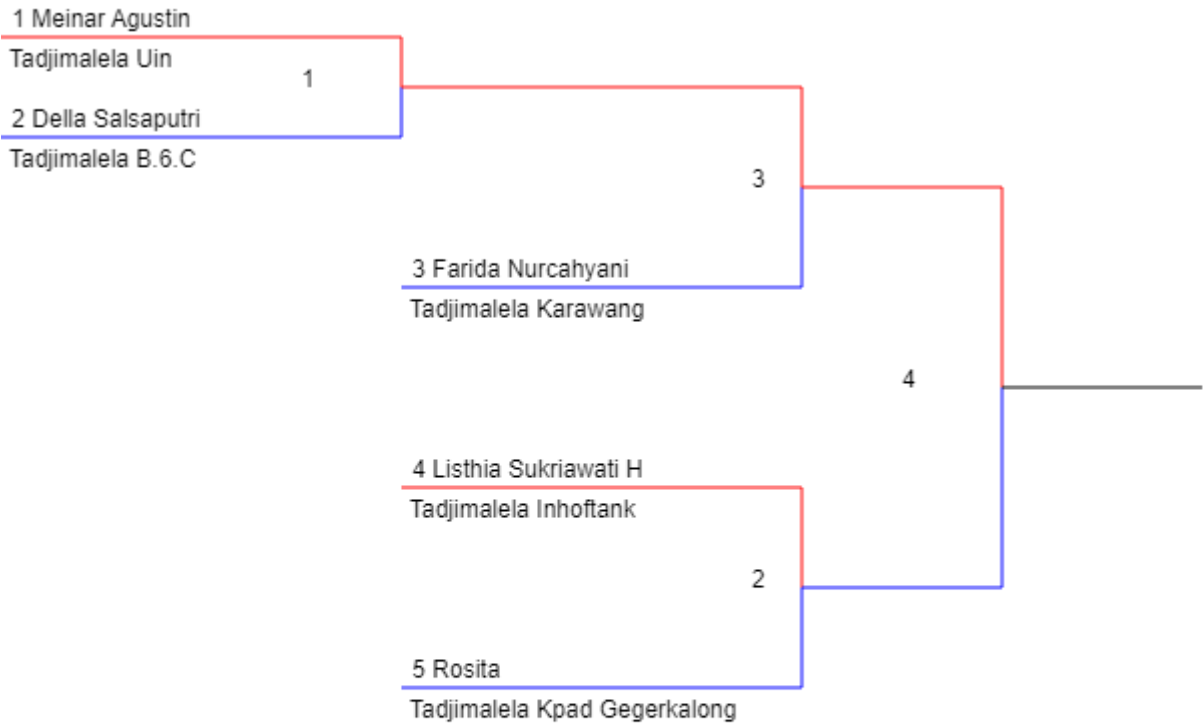 1 Meinar Agustin
Tadjimalela Uin
1
2 Della Salsaputri
Tadjimalela B.6.C
3
3 Farida Nurcahyani
Tadjimalela Karawang
4
4 Listhia Sukriawati H
Tadjimalela Inhoftank
2
5 Rosita
Tadjimalela Kpad Gegerkalong